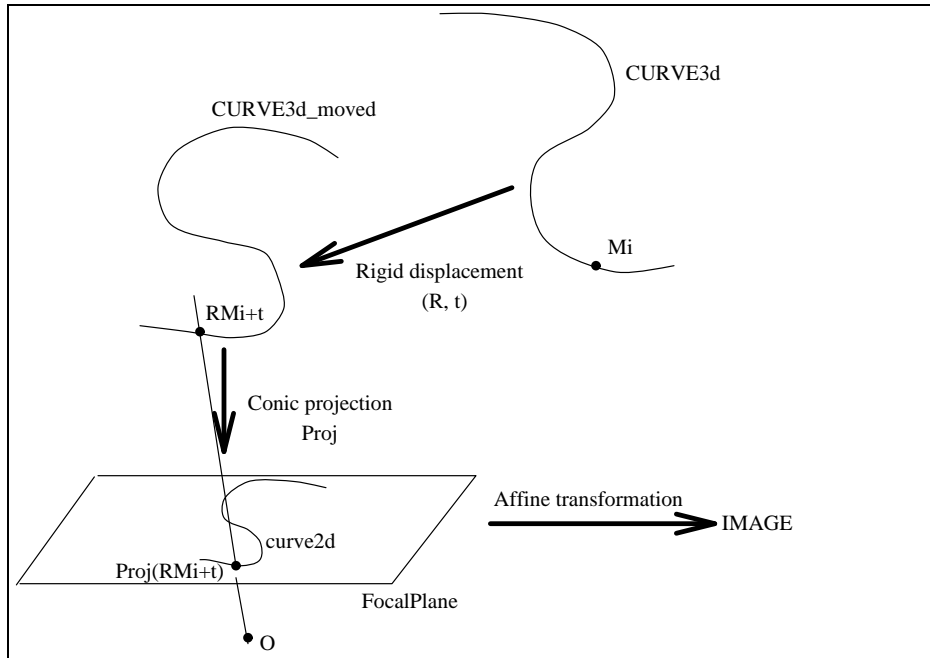 CURVE3d
CURVE3d_moved
Mi
Rigid displacement
(R, t)
RMi+t
Conic projection
Proj
Affine transformation
IMAGE
curve2d
Proj(RMi+t)
FocalPlane
O